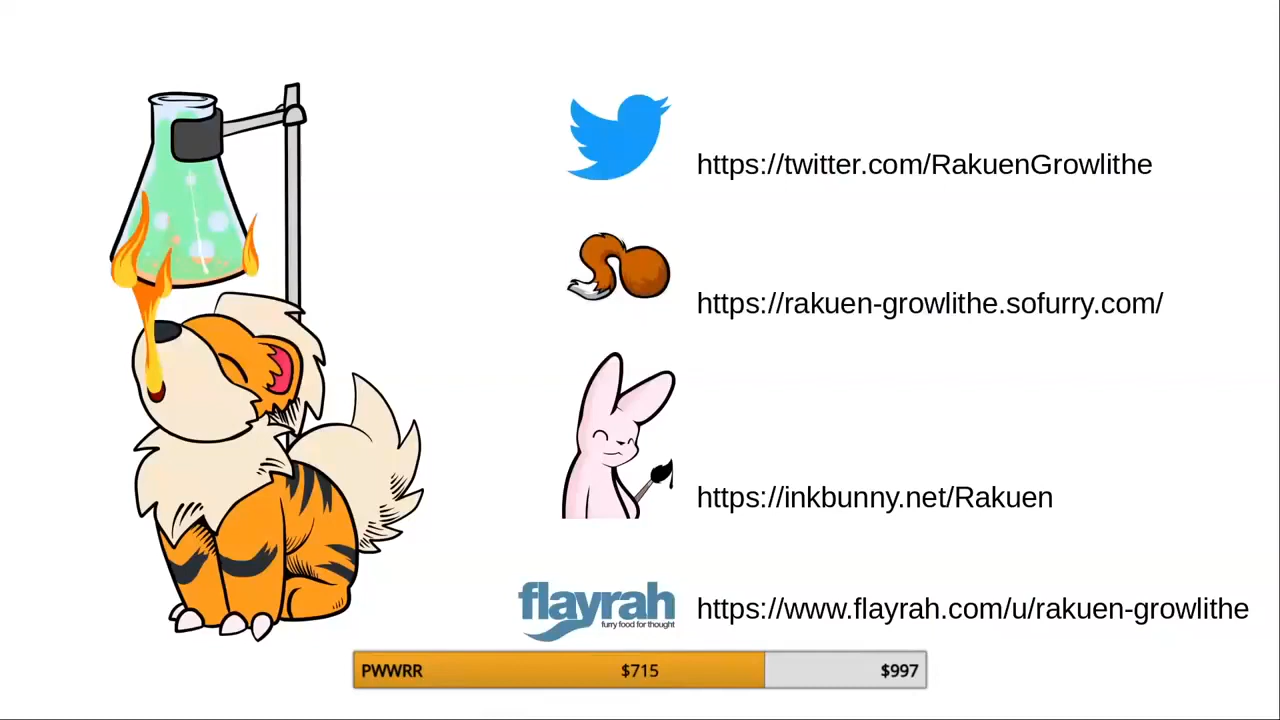 https://twitter.com/RakuenGrowlithe
https://rakuen-growlithe.sofurry.com/
https://inkbunny.net/Rakuen
flayrah
furry food for thought
https://www.flayrah.com/u/rakuen-growlithe
PWWRR $715 $997